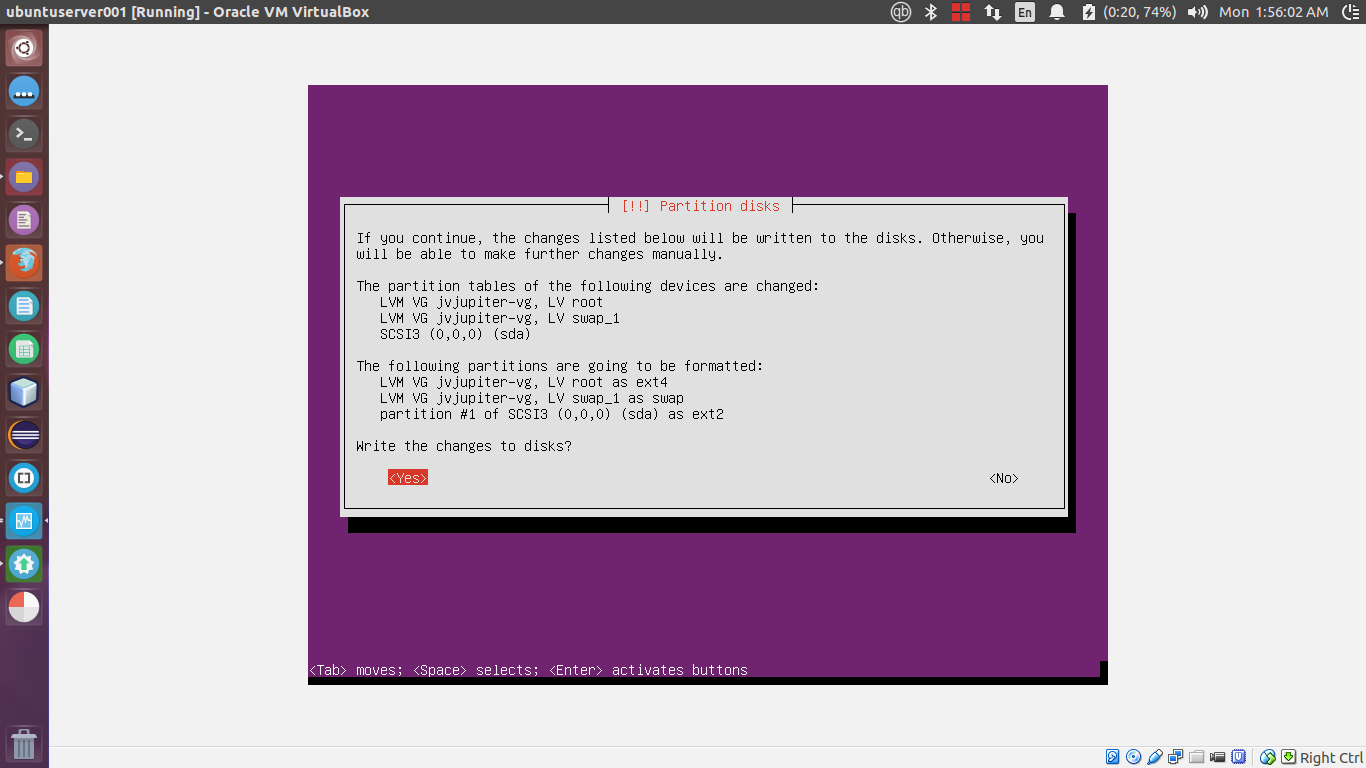 ubuntuserver001 [Running] - Oracle VM VirtualBox
qb En (0:20, 74%) Mon 1:56:02 AM
[!!] Partition disks
If you continue, the changes listed below will be written to the disks. Otherwise, you
will be able to make further changes manually.
The partition tables of the following devices are changed:
LVM VG jvjupiter-vg, LV root
LVM VG jvjupiter-vg, LV swap_1
SCSI3 (0,0,0) (sda)
The following partitions are going to be formatted:
LVM VG jvjupiter-vg, LV root as ext4
LVM VG jvjupiter-vg, LV swap_1 as swap
partition #1 of SCSI3 (0,0,0) (sda) as ext2
Write the changes to disks?
<Yes> <No>
<Tab> moves; <Space> selects; <Enter> activates buttons
Right Ctrl